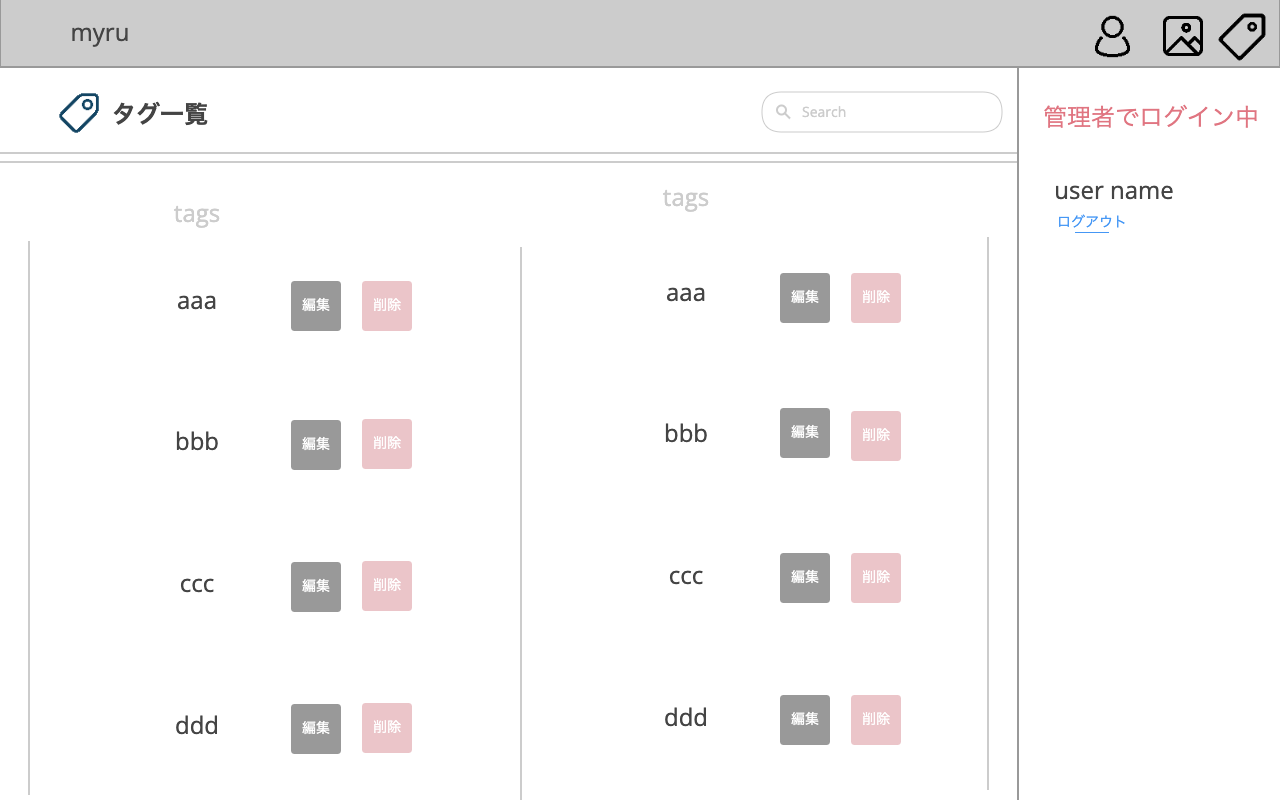 myru
タグ一覧
Search
管理者でログイン中
user name
ログアウト
tags
aaa 編集 削除
bbb 編集 削除
ccc 編集 削除
ddd 編集 削除
tags
aaa 編集 削除
bbb 編集 削除
ccc 編集 削除
ddd 編集 削除